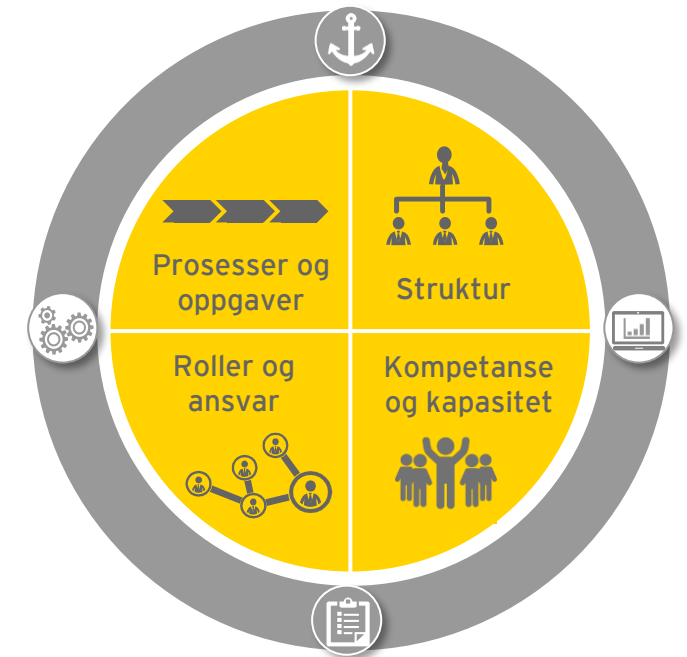 Prosesser og
oppgaver
Struktur
Roller og
ansvar
Kompetanse
og kapasitet